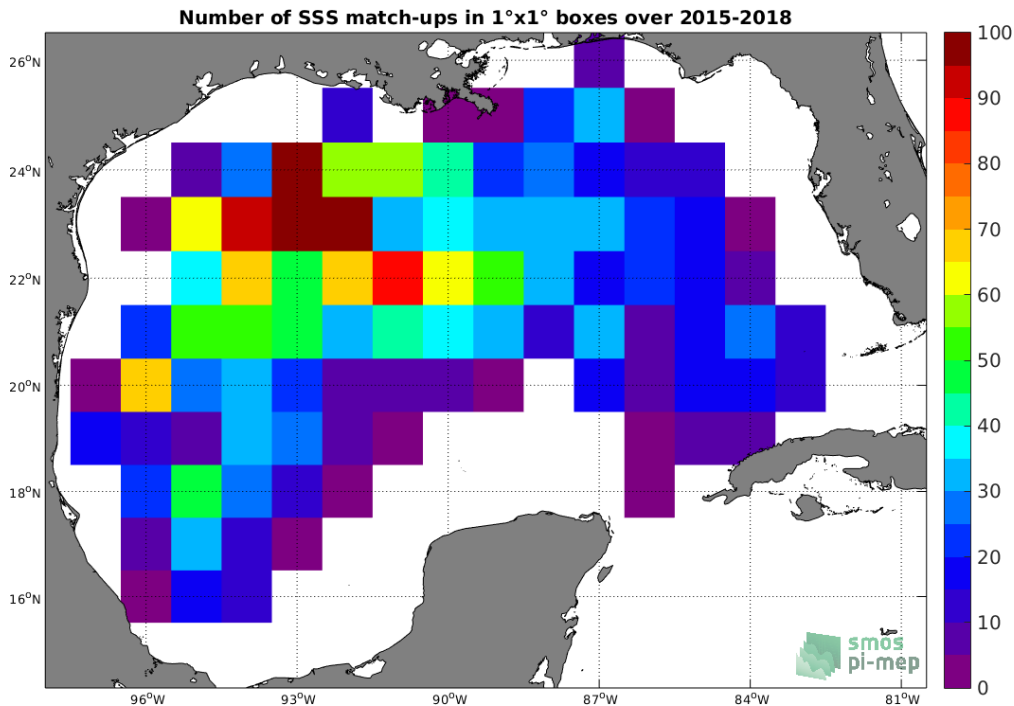 Number of SSS match-ups in 1°x1° boxes over 2015-2018
26°N
24°N
22°N
20°N
18°N
16°N
96°W
93°W
90°W
87°W
84°W
81°W
100
90
80
70
60
50
40
30
20
10
0
smos
pi-mep